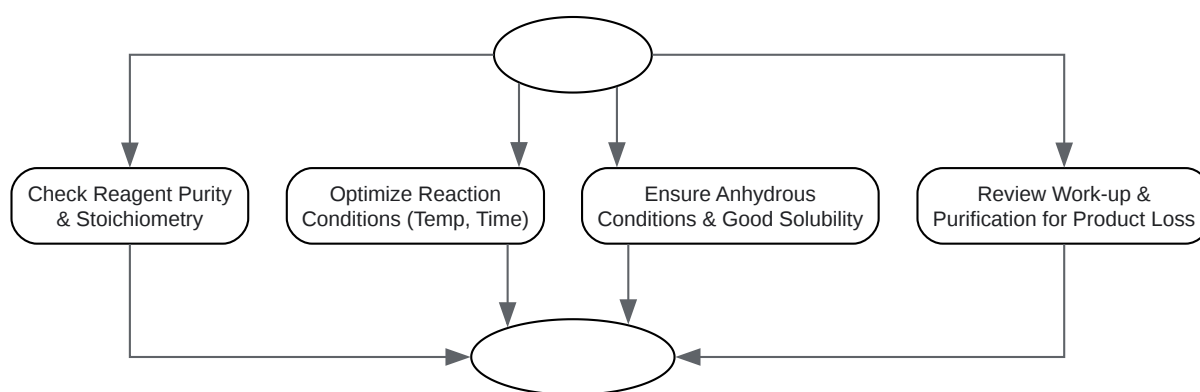 Check Reagent Purity
& Stoichiometry
Optimize Reaction
Conditions (Temp, Time)
Ensure Anhydrous
Conditions & Good Solubility
Review Work-up &
Purification for Product Loss